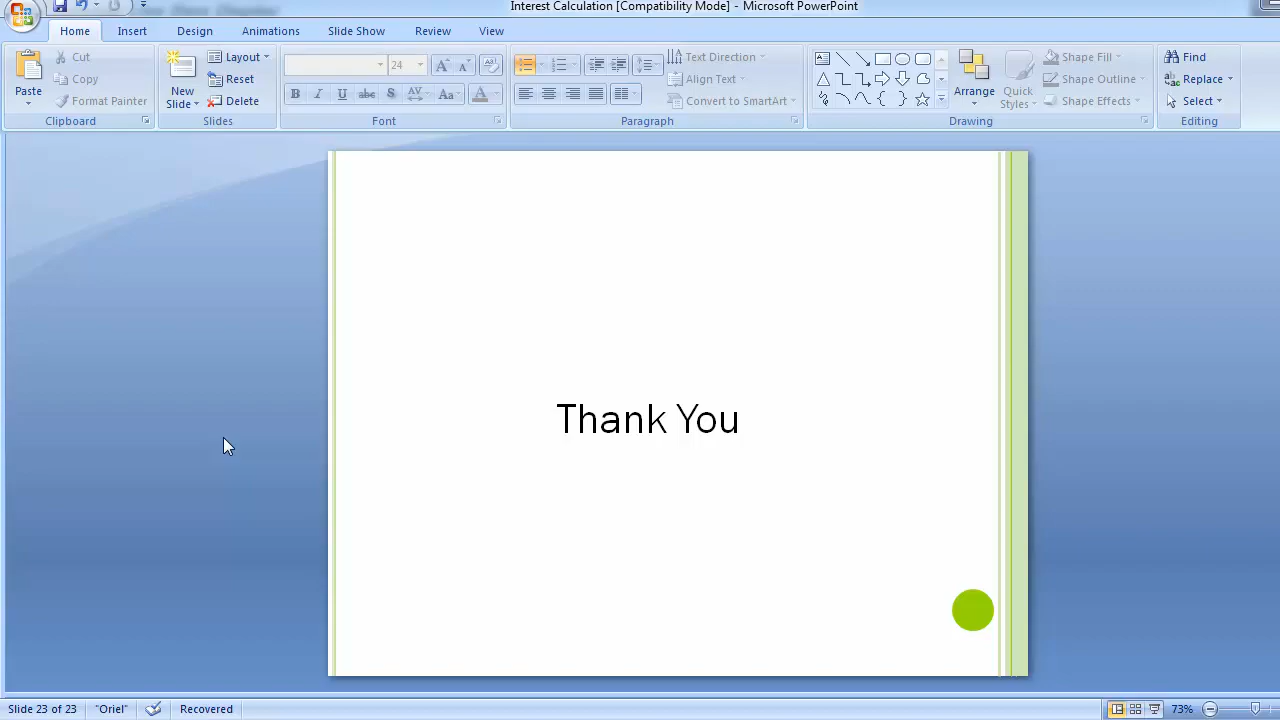 Interest Calculation [Compatibility Mode] - Microsoft PowerPoint
Home Insert Design Animations Slide Show Review View
Paste
Cut
Copy
Format Painter
Clipboard
New Slide
Layout
Reset
Delete
Slides
24
B I U abc S AV Aa A
Font
Text Direction
Align Text
Convert to SmartArt
Paragraph
Arrange
Quick Styles
Shape Fill
Shape Outline
Shape Effects
Drawing
Find
Replace
Select
Editing
Thank You
Slide 23 of 23 "Oriel" Recovered 73%